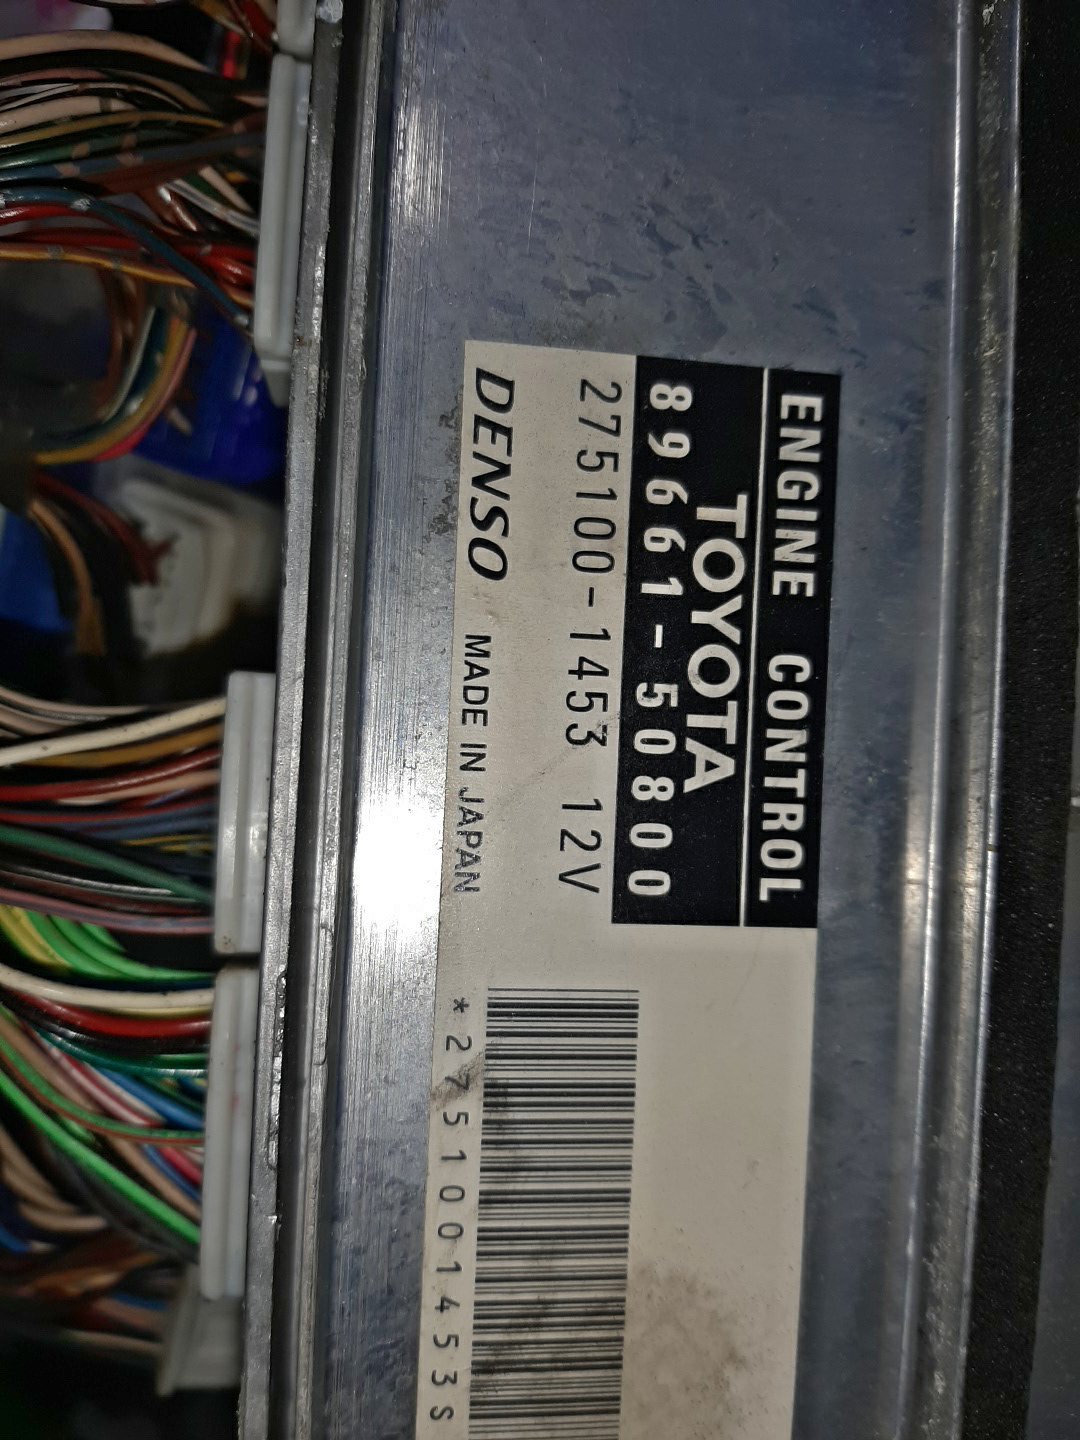 ENGINE CONTROL
TOYOTA
89661-50800
275100-1453 12V
DENSO MADE IN JAPAN
*2751001453S